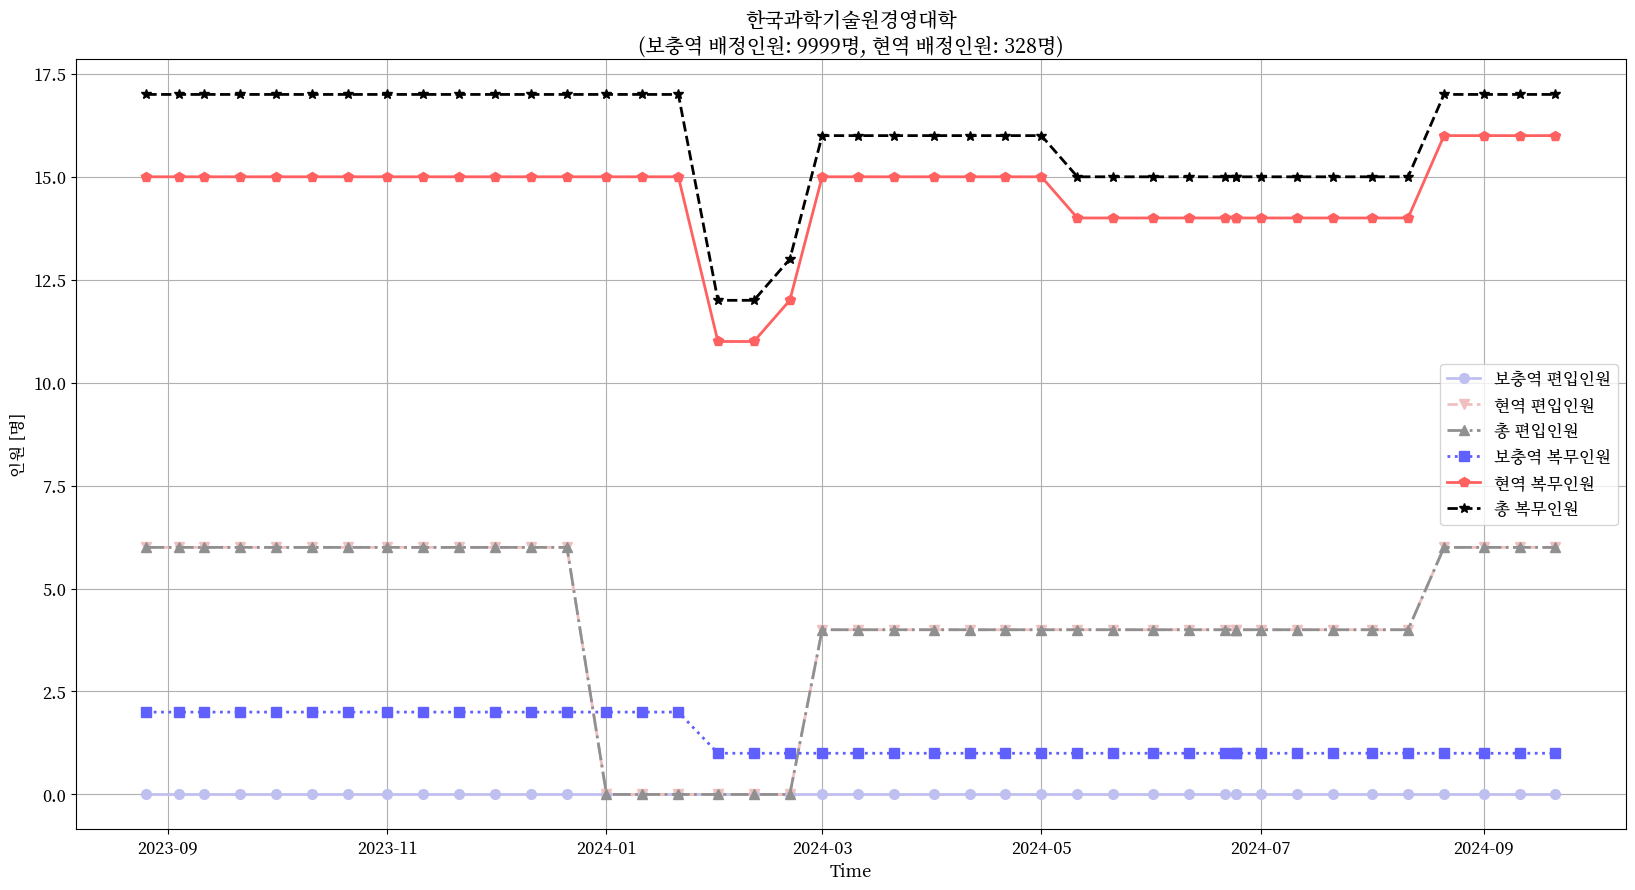 한국과학기술원경영대학
(보충역 배정인원: 9999명, 현역 배정인원: 328명)
인원 [명]
17.5
15.0
12.5
10.0
7.5
5.0
2.5
0.0
보충역 편입인원
현역 편입인원
총 편입인원
보충역 복무인원
현역 복무인원
총 복무인원
2023-09
2023-11
2024-01
2024-03
2024-05
2024-07
2024-09
Time